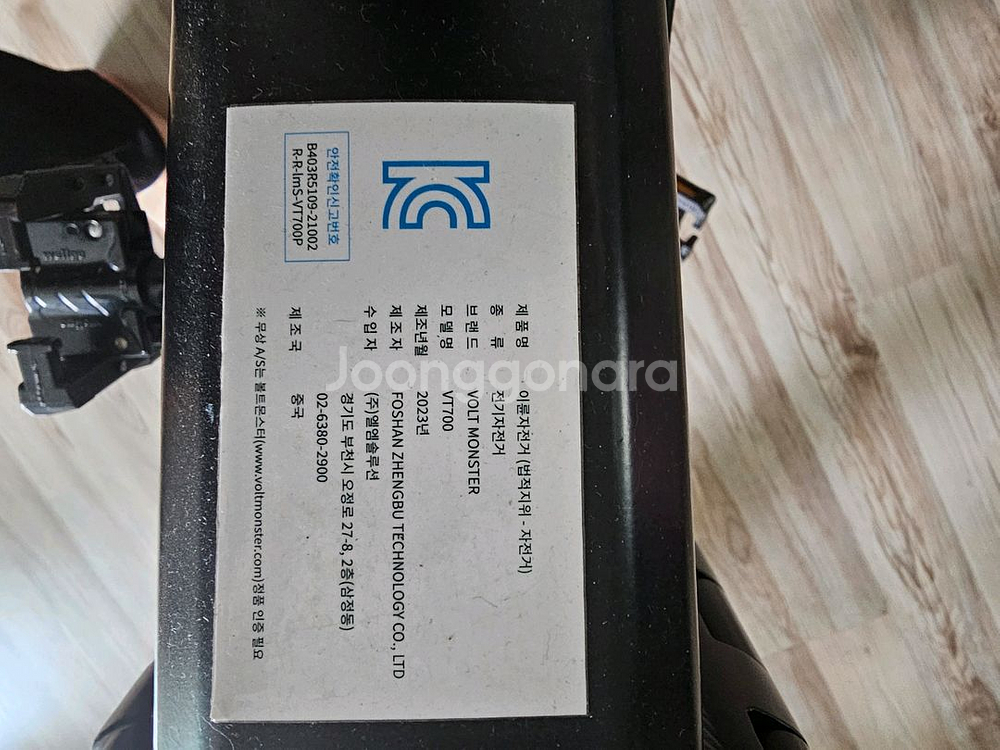 KC
안전확인신고번호
B403R5109-21002
R-R-lmS-VT700P
제품명 이륜자전거 (법적지위 - 자전거)
종 류 전기자전거
브랜드 VOLT MONSTER
모델명 VT700
제조년월 2023년
제조자 FOSHAN ZHENGBU TECHNOLOGY CO., LTD
수입자 (주)엘엠솔루션
경기도 부천시 오정로 27-8, 2층(삼정동)
02-6380-2900
제조국 중국
※ 무상 A/S는 볼트몬스터(www.voltmonster.com)정품 인증 필요
Joonggonara
wellgo